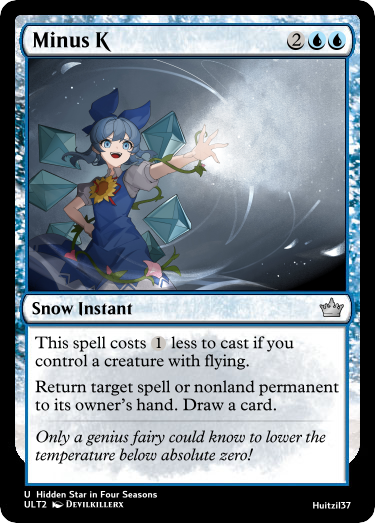 Minus K 2
Snow Instant
This spell costs 1 less to cast if you
control a creature with flying.
Return target spell or nonland permanent
to its owner's hand. Draw a card.
Only a genius fairy could know to lower the
temperature below absolute zero!
U Hidden Star in Four Seasons
ULT2 Devilkillerx
Huitzil37